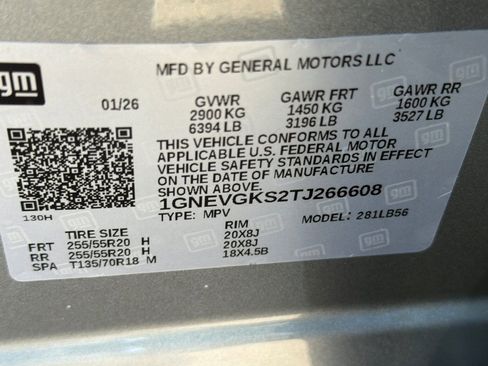 gm
MFD BY GENERAL MOTORS LLC
01/26 GVWR GAWR FRT GAWR RR
2900 KG 1450 KG 1600 KG
6394 LB 3196 LB 3527 LB
THIS VEHICLE CONFORMS TO ALL
APPLICABLE U.S. FEDERAL MOTOR
VEHICLE SAFETY STANDARDS IN EFFECT
ON THE DATE OF MANUFACTURE
SHOWN ABOVE.
1GNEVGKS2TJ266608
130H TYPE: MPV MODEL: 281LB56
TIRE SIZE RIM
FRT 255/55R20 H 20X8J
RR 255/55R20 H 20X8J
SPA T135/70R18 M 18X4.5B